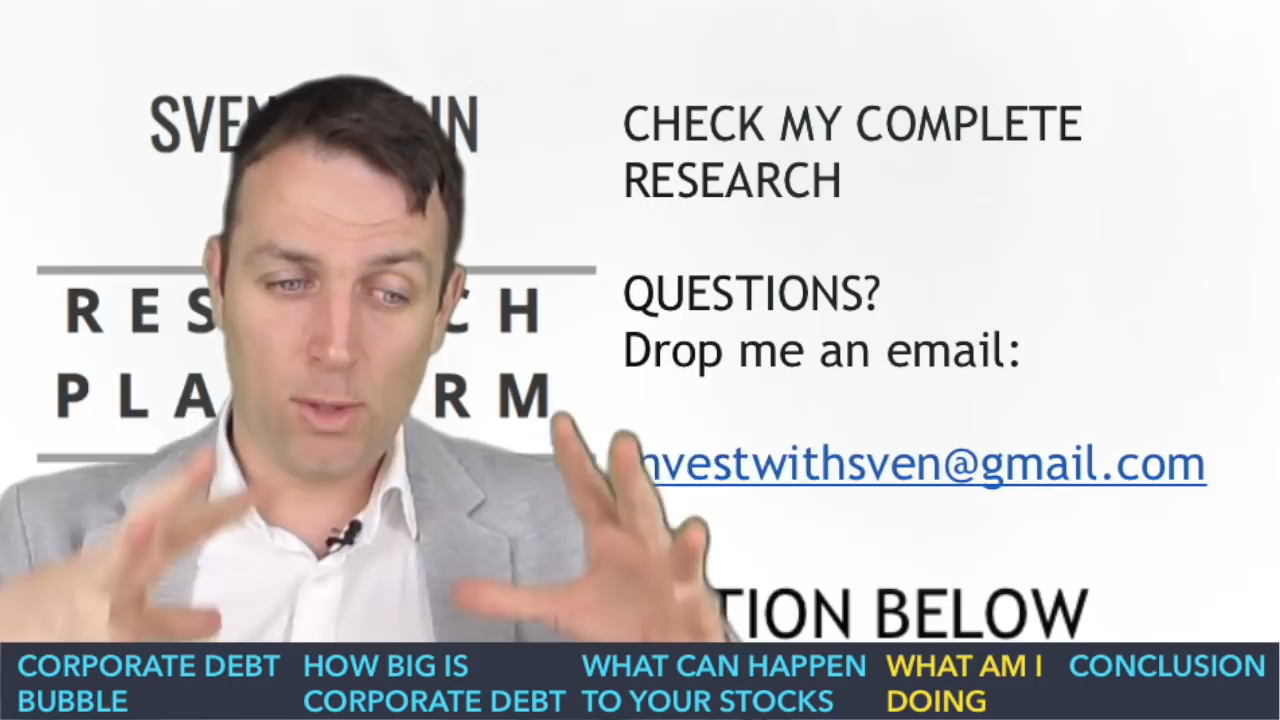 CHECK MY COMPLETE
RESEARCH
QUESTIONS?
Drop me an email:
nvestwithsven@gmail.com
BELOW
CORPORATE DEBT
BUBBLE
HOW BIG IS
CORPORATE DEBT
WHAT CAN HAPPEN
TO YOUR STOCKS
WHAT AM I
DOING
CONCLUSION